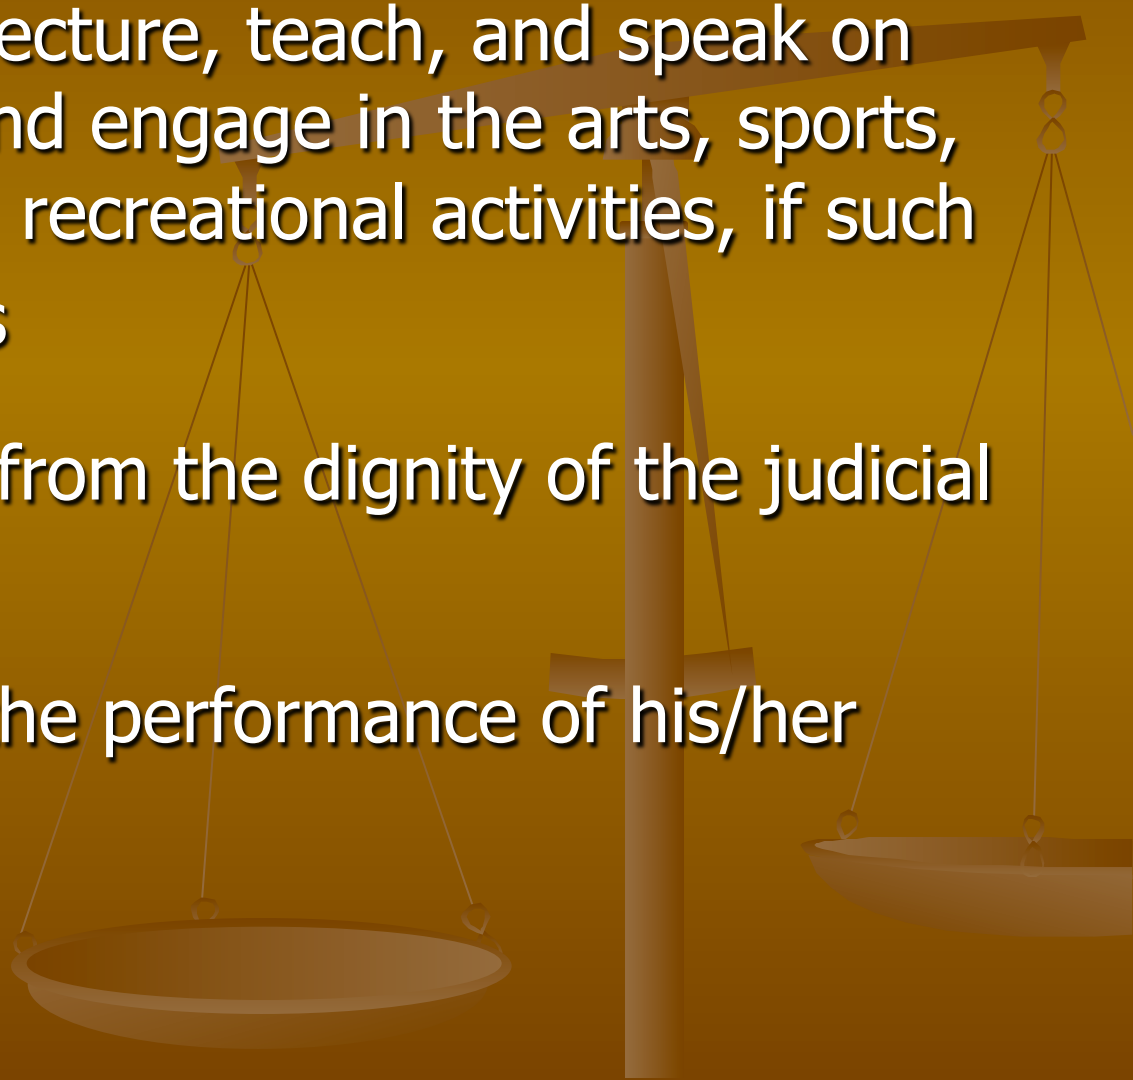 ecture, teach, and speak on
nd engage in the arts, sports,
recreational activities, if such
s
from the dignity of the judicial
he performance of his/her